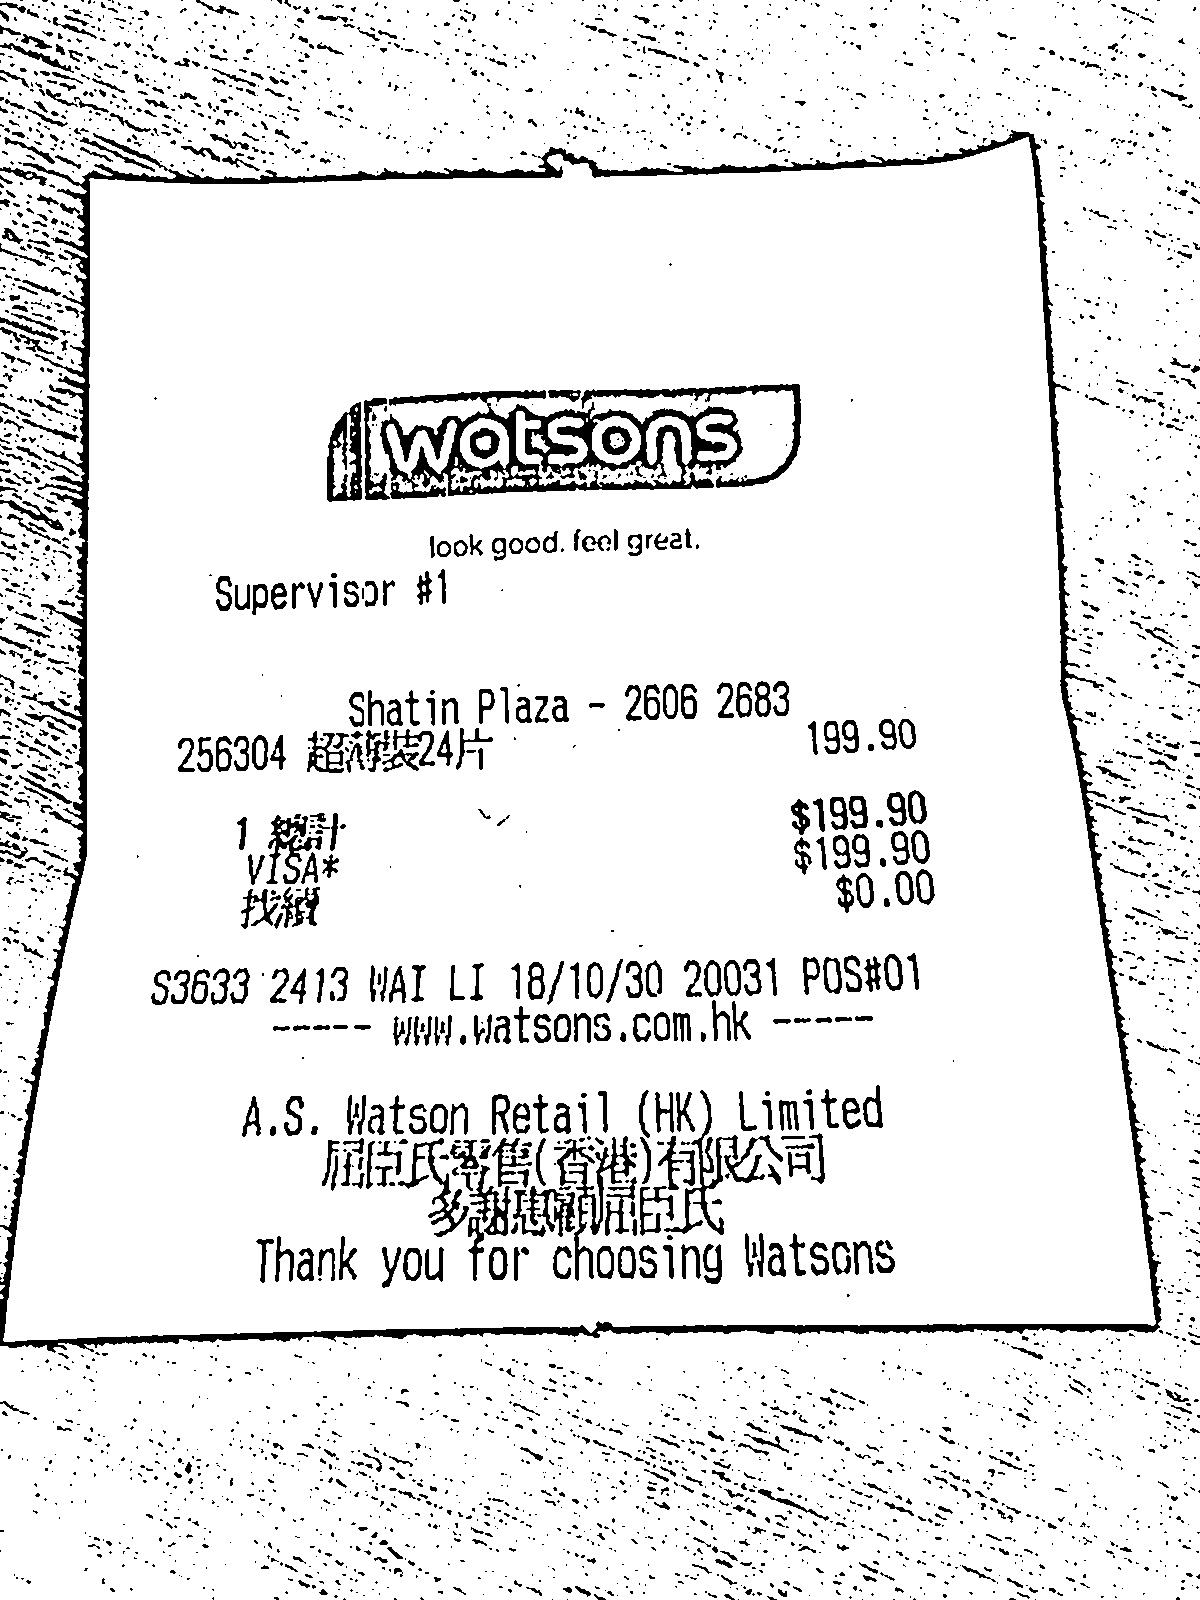 watsons
look good. feel great.
Supervisor #1
Shatin Plaza - 2606 2683
256304 超薄裝24片 199.90
1 總計 $199.90
VISA* $199.90
找續 $0.00
S3633 2413 WAI LI 18/10/30 20031 POS#01
----- www.watsons.com.hk -----
A.S. Watson Retail (HK) Limited
屈臣氏零售(香港)有限公司
多謝惠顧屈臣氏
Thank you for choosing Watsons